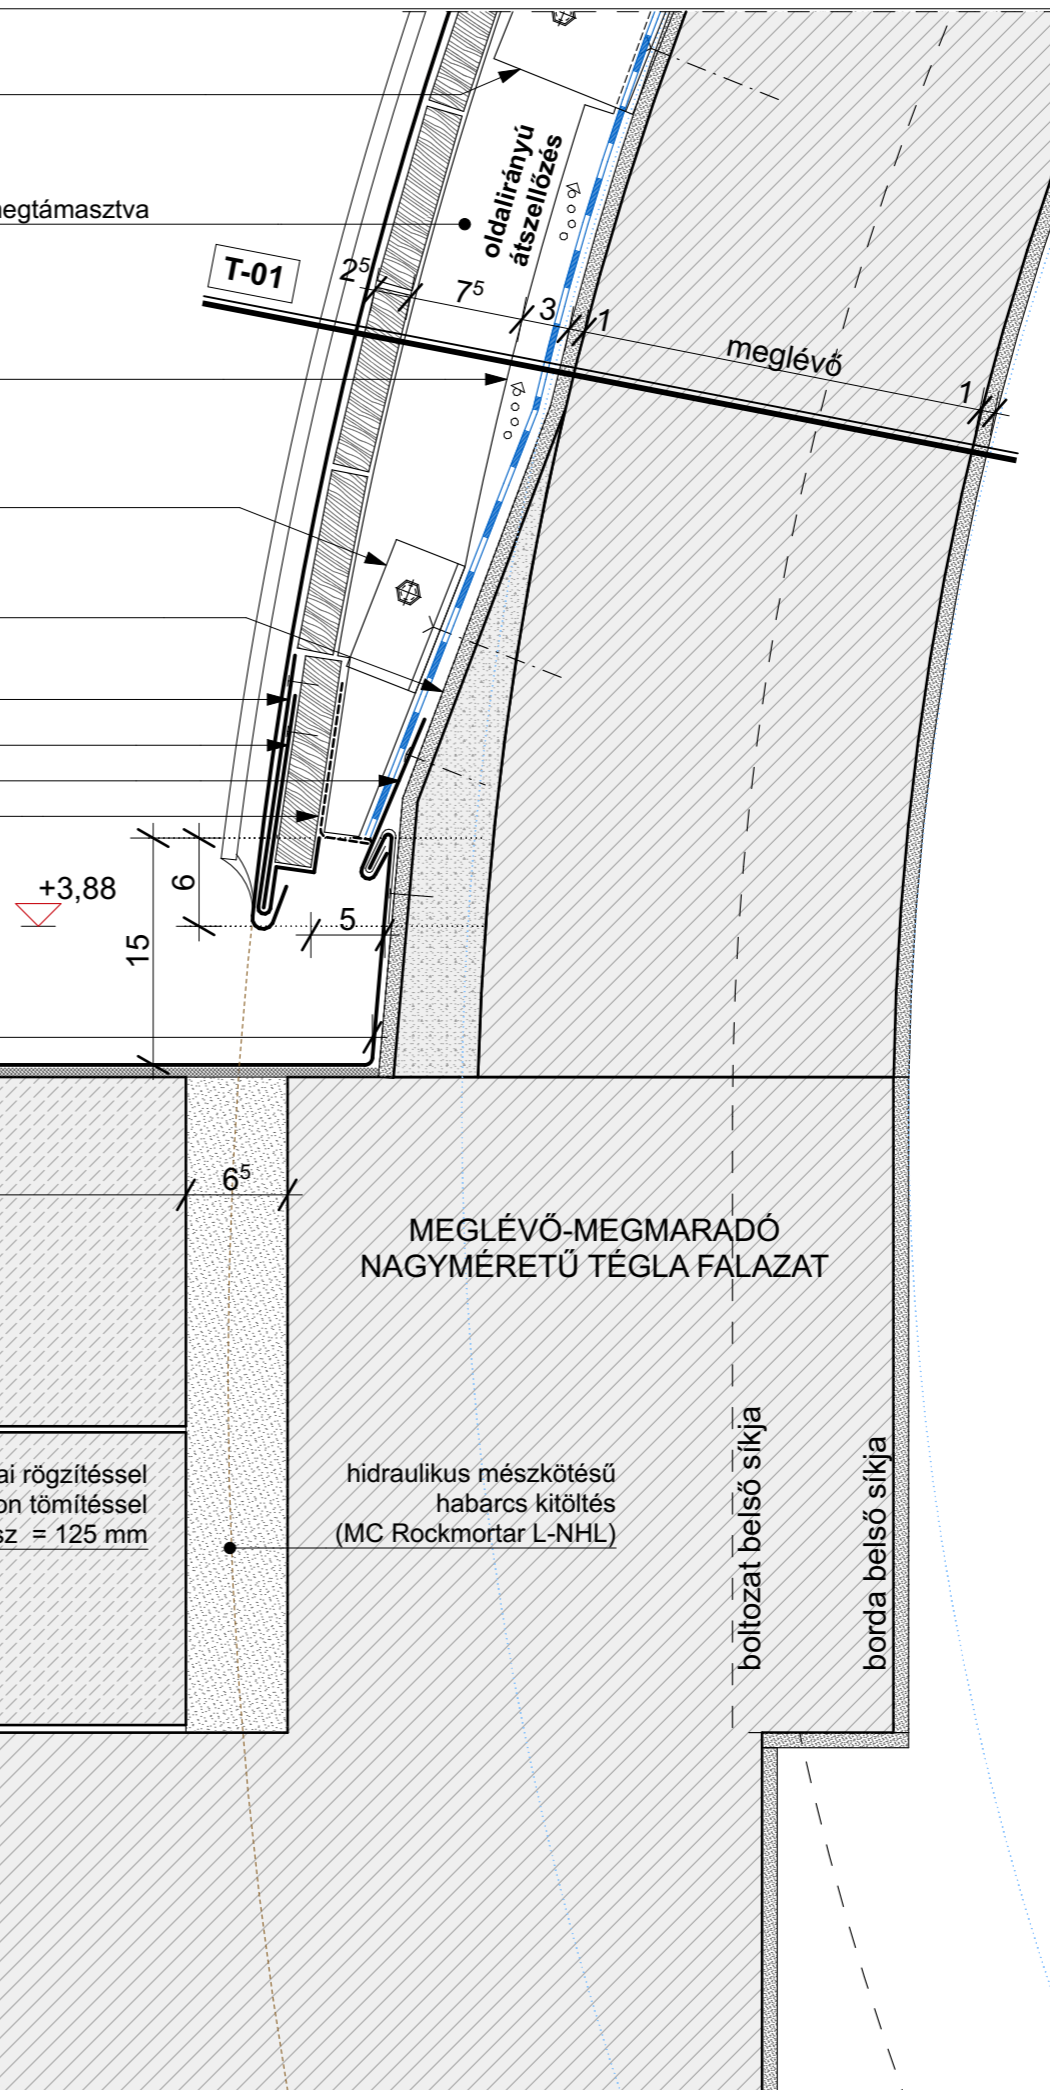 oldalirányú
átszellőzés
negtámasztva
T-01
2⁵
7⁵
3
1
meglévő
1
+3,88
6
15
5
6⁵
MEGLÉVŐ-MEGMARADÓ
NAGYMÉRETŰ TÉGLA FALAZAT
ai rögzítéssel
on tömítéssel
sz = 125 mm
hidraulikus mészkötésű
habarcs kitöltés
(MC Rockmortar L-NHL)
boltozat belső síkja
borda belső síkja